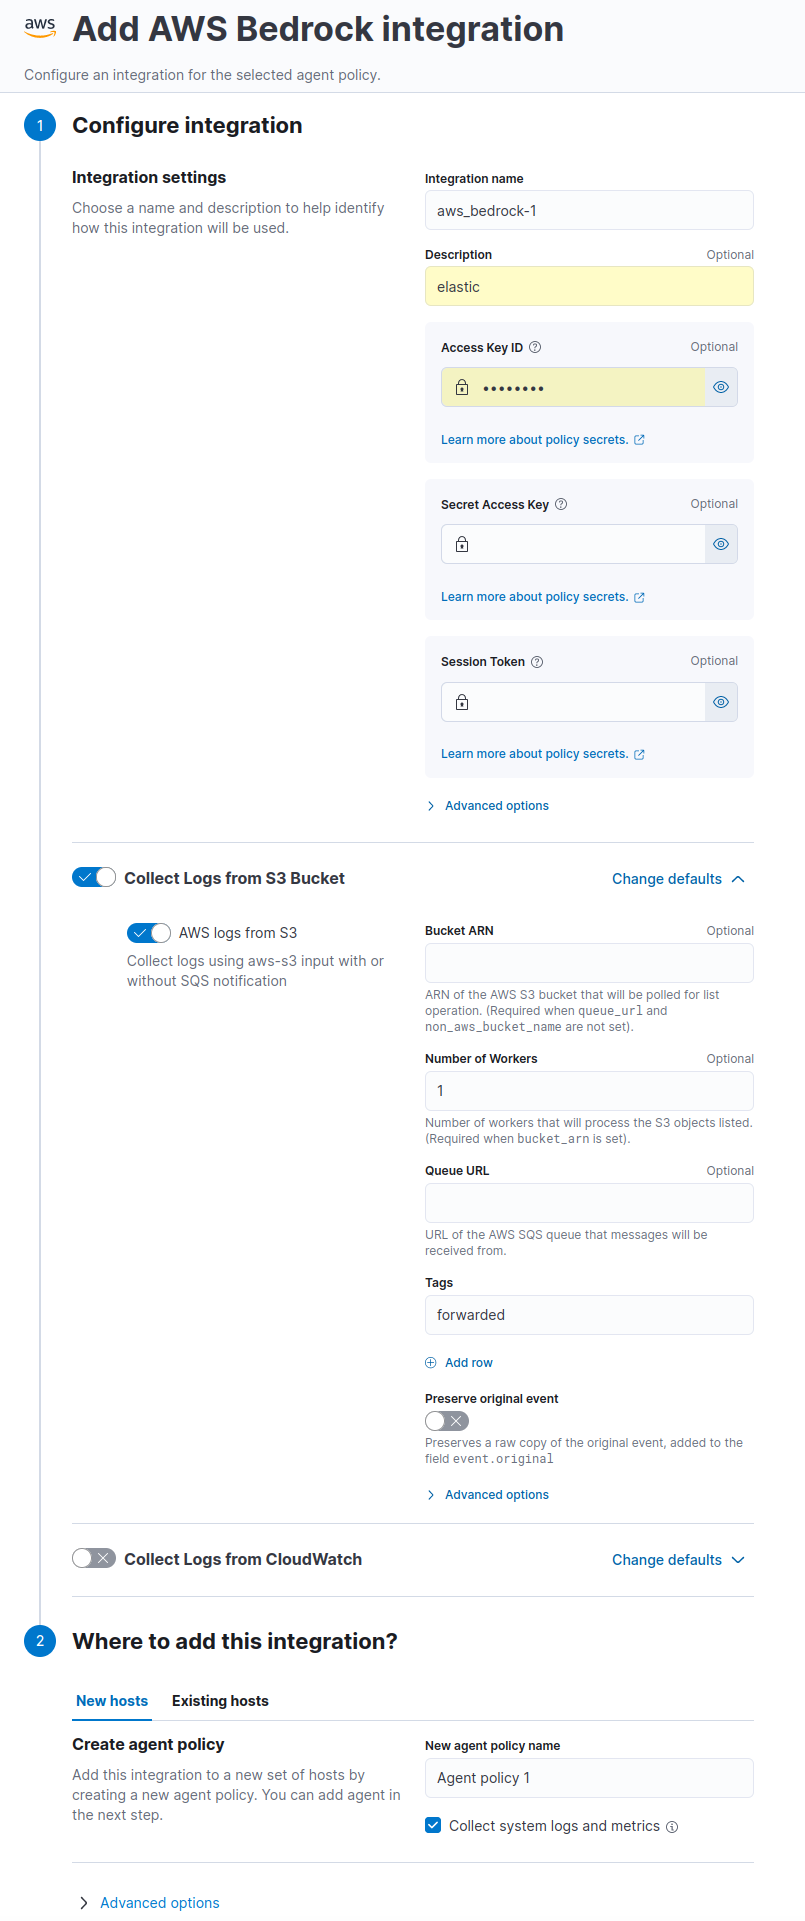 aws
Add AWS Bedrock integration
Configure an integration for the selected agent policy.
1
Configure integration
Integration settings
Choose a name and description to help identify
how this integration will be used.
Integration name
aws_bedrock-1
Description Optional
elastic
Access Key ID Optional
••••••••
Learn more about policy secrets.
Secret Access Key Optional
Learn more about policy secrets.
Session Token Optional
Learn more about policy secrets.
Advanced options
Collect Logs from S3 Bucket
Change defaults
AWS logs from S3
Collect logs using aws-s3 input with or
without SQS notification
Bucket ARN Optional
ARN of the AWS S3 bucket that will be polled for list
operation. (Required when queue_url and
non_aws_bucket_name are not set).
Number of Workers Optional
1
Number of workers that will process the S3 objects listed.
(Required when bucket_arn is set).
Queue URL Optional
URL of the AWS SQS queue that messages will be
received from.
Tags
forwarded
Add row
Preserve original event
Preserves a raw copy of the original event, added to the
field event.original
Advanced options
Collect Logs from CloudWatch
Change defaults
2
Where to add this integration?
New hosts Existing hosts
Create agent policy
Add this integration to a new set of hosts by
creating a new agent policy. You can add agent in
the next step.
New agent policy name
Agent policy 1
Collect system logs and metrics
Advanced options